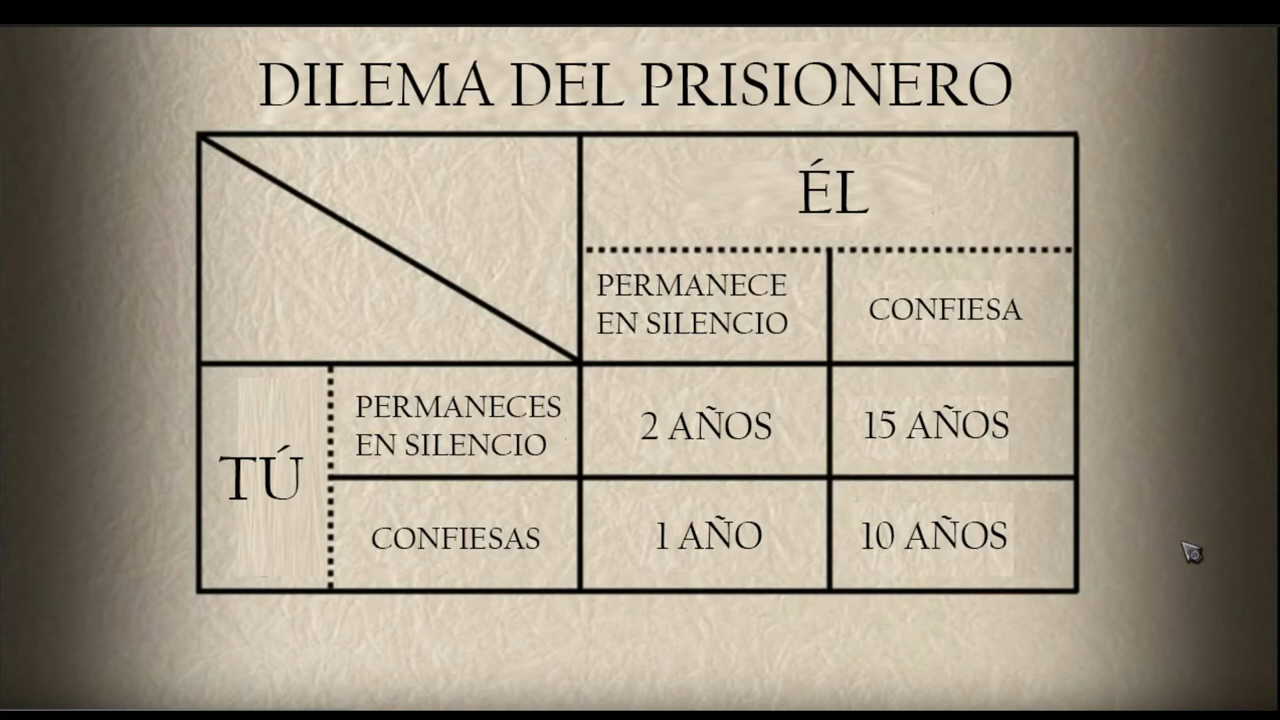 DILEMA DEL PRISIONERO
ÉL
PERMANECE
EN SILENCIO
CONFIESA
TÚ
PERMANECES
EN SILENCIO
2 AÑOS
15 AÑOS
CONFIESAS
1 AÑO
10 AÑOS